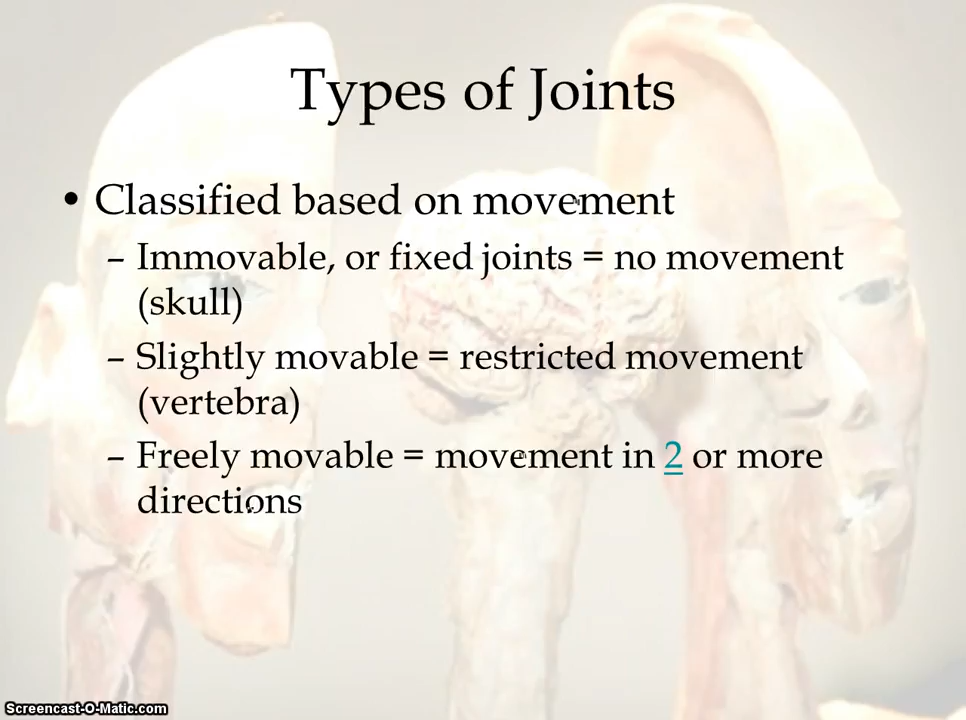 Types of Joints
• Classified based on movement
– Immovable, or fixed joints = no movement
(skull)
– Slightly movable = restricted movement
(vertebra)
– Freely movable = movement in 2 or more
directions
Screencast-O-Matic.com